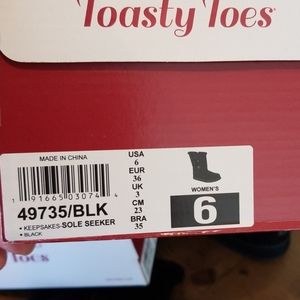 Toasty Toes
MADE IN CHINA
1 91665 03074 4
49735/BLK
• KEEPSAKES-SOLE SEEKER
• BLACK
USA
6
EUR
36
UK
3
CM
23
BRA
35
WOMEN'S
6
Toes